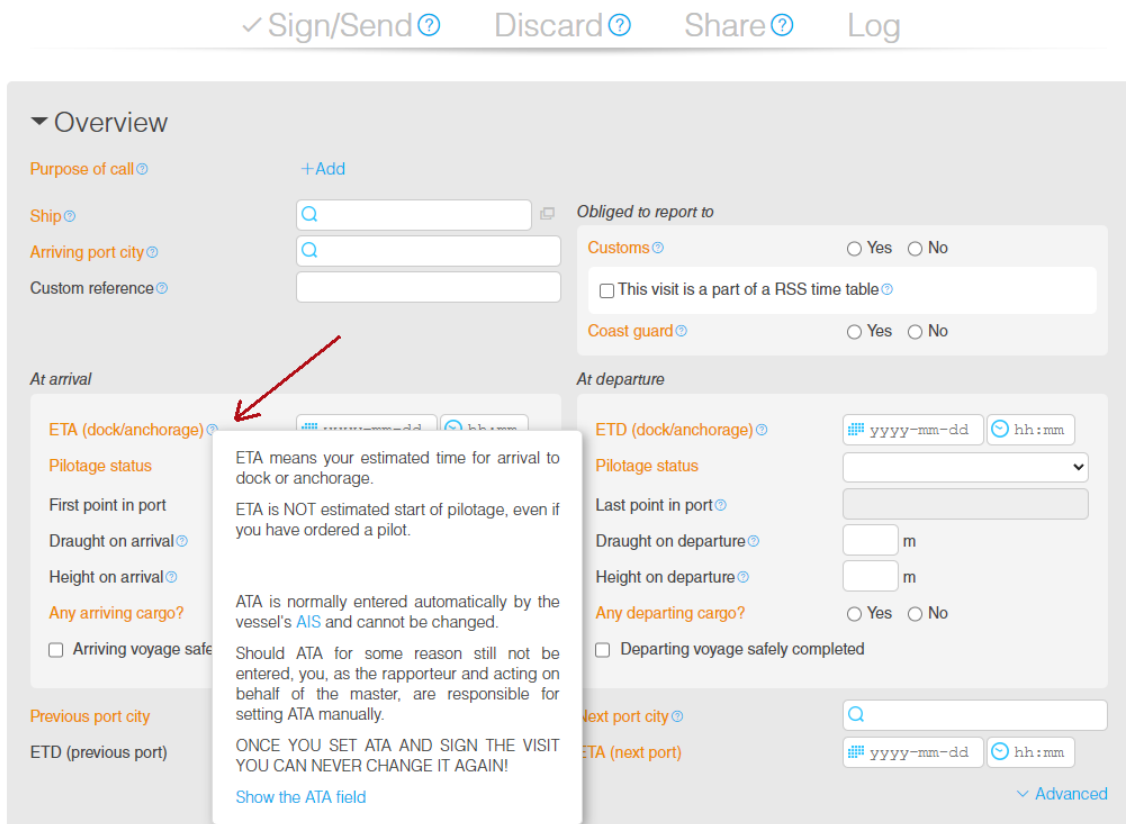 Sign/Send Discard Share Log
Overview
Purpose of call +Add
Ship
Arriving port city
Custom reference
Obliged to report to
Customs Yes No
This visit is a part of a RSS time table
Coast guard Yes No
At arrival
ETA (dock/anchorage) yyyy-mm-dd hh:mm
Pilotage status
First point in port
Draught on arrival
Height on arrival
Any arriving cargo?
Arriving voyage safe
Previous port city
ETD (previous port)
ETA means your estimated time for arrival to
dock or anchorage.
ETA is NOT estimated start of pilotage, even if
you have ordered a pilot.
ATA is normally entered automatically by the
vessel's AIS and cannot be changed.
Should ATA for some reason still not be
entered, you, as the rapporteur and acting on
behalf of the master, are responsible for
setting ATA manually.
ONCE YOU SET ATA AND SIGN THE VISIT
YOU CAN NEVER CHANGE IT AGAIN!
Show the ATA field
At departure
ETD (dock/anchorage) yyyy-mm-dd hh:mm
Pilotage status
Last point in port
Draught on departure m
Height on departure m
Any departing cargo? Yes No
Departing voyage safely completed
Next port city
ETA (next port) yyyy-mm-dd hh:mm
Advanced